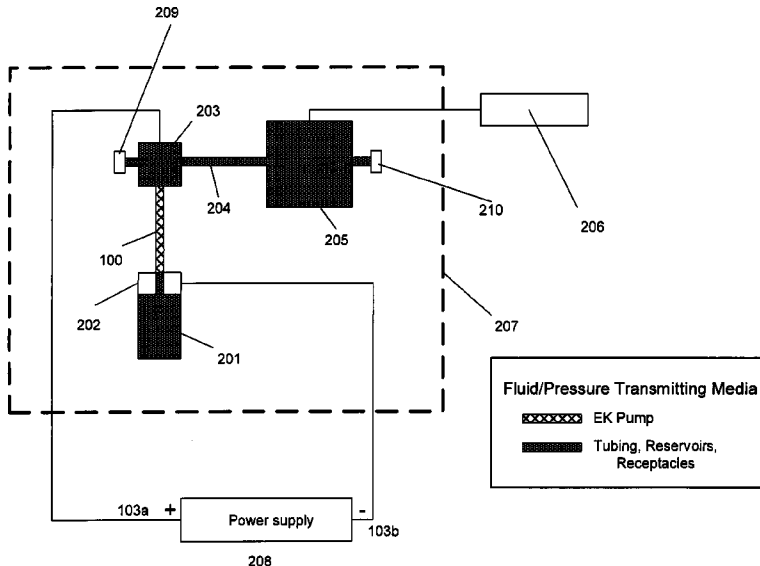 209
203
204
205
210
206
100
202
201
207
Fluid/Pressure Transmitting Media
EK Pump
Tubing, Reservoirs,
Receptacles
103a
+
Power supply
-
103b
208